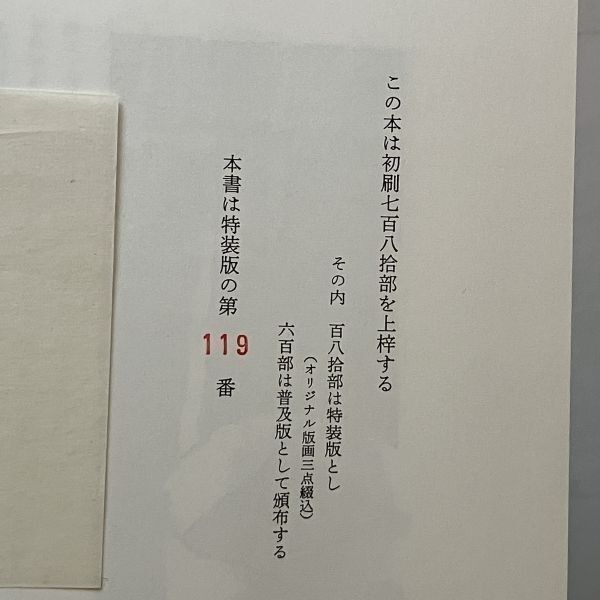 この本は初刷七百八拾部を上梓する
その内　百八拾部は特装版とし
（オリジナル版画三点綴込）
六百部は普及版として頒布する
本書は特装版の第
119
番